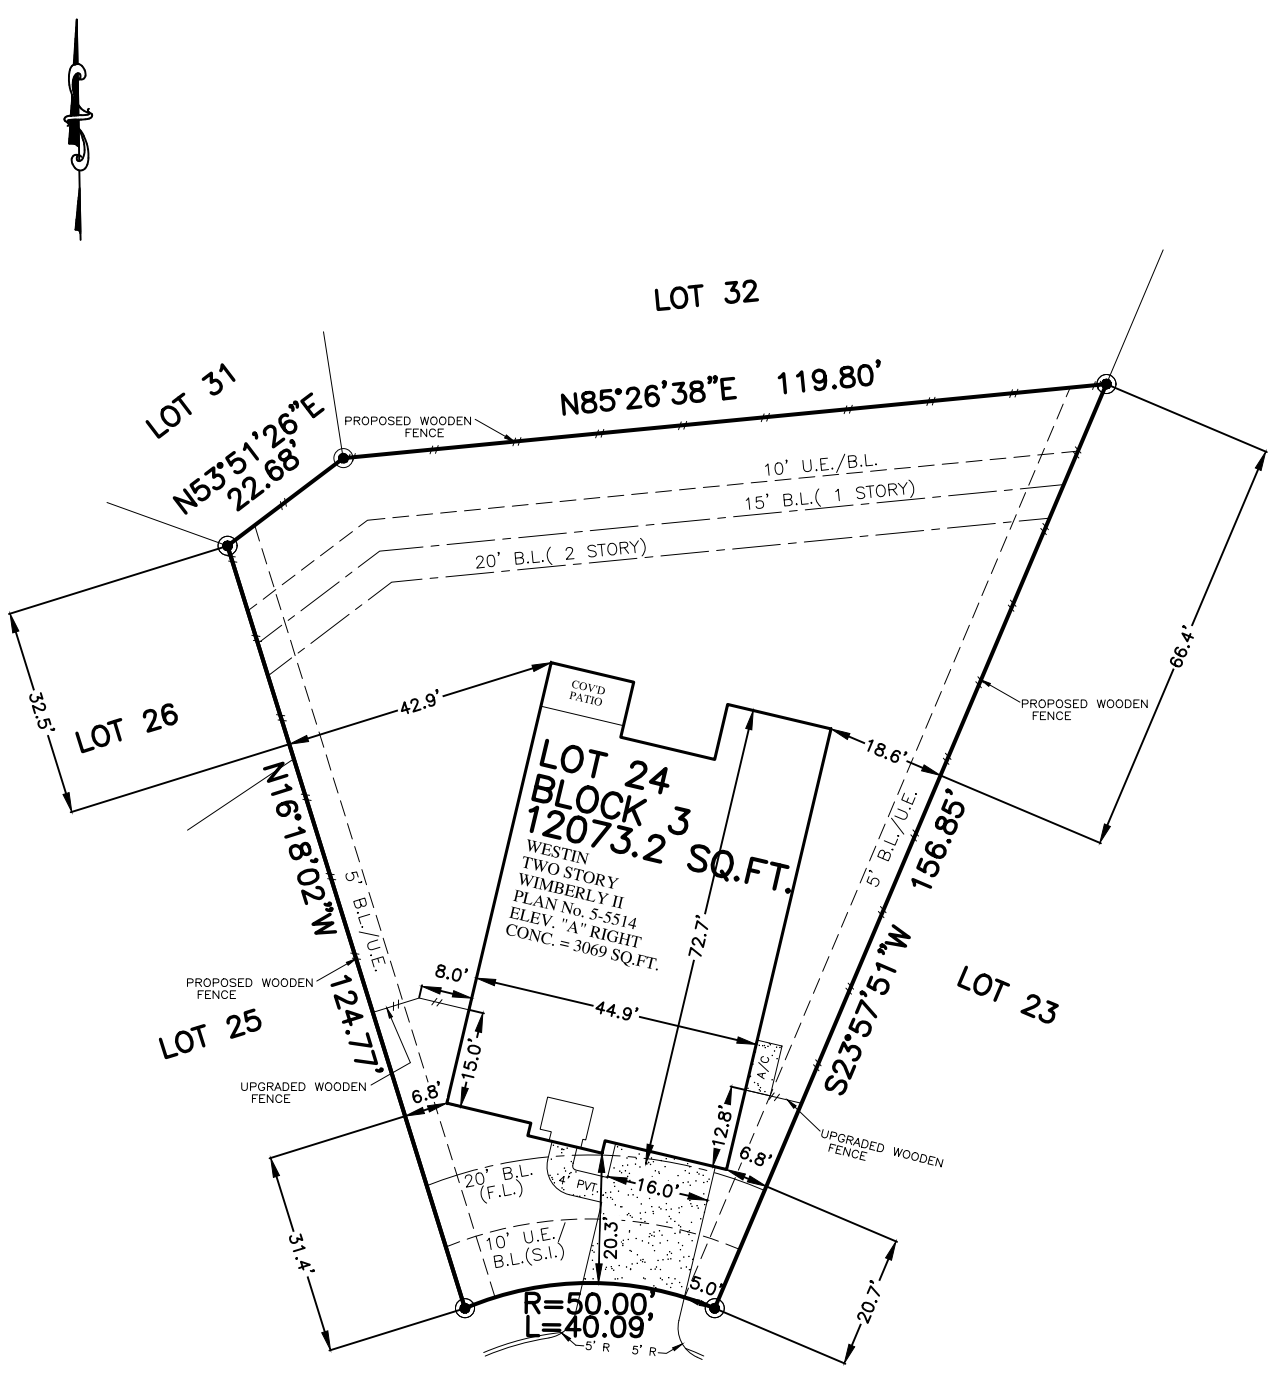 LOT 32
LOT 31
N85°26'38"E 119.80'
N53°51'26"E
22.68'
PROPOSED WOODEN
FENCE
10' U.E./B.L.
15' B.L.( 1 STORY)
20' B.L.( 2 STORY)
66.4'
32.5'
LOT 26
42.9'
COV'D
PATIO
PROPOSED WOODEN
FENCE
18.6'
LOT 24
BLOCK 3
12073.2 SQ.FT.
WESTIN
TWO STORY
WIMBERLY II
PLAN No. 5-5514
ELEV. "A" RIGHT
CONC. = 3069 SQ.FT.
N16°18'02"W 124.77'
5' B.L./U.E.
5' B.L./U.E.
S23°57'51"W 156.85'
72.7'
PROPOSED WOODEN
FENCE
8.0'
44.9'
LOT 23
LOT 25
15.0'
A/C
UPGRADED WOODEN
FENCE
6.8'
12.8'
UPGRADED WOODEN
FENCE
6.8'
20' B.L.
(F.L.)
4' PVT.
16.0'
20.3'
10' U.E./
B.L.(S.I.)
31.4'
5.0'
20.7'
R=50.00'
L=40.09'
5' R
5' R